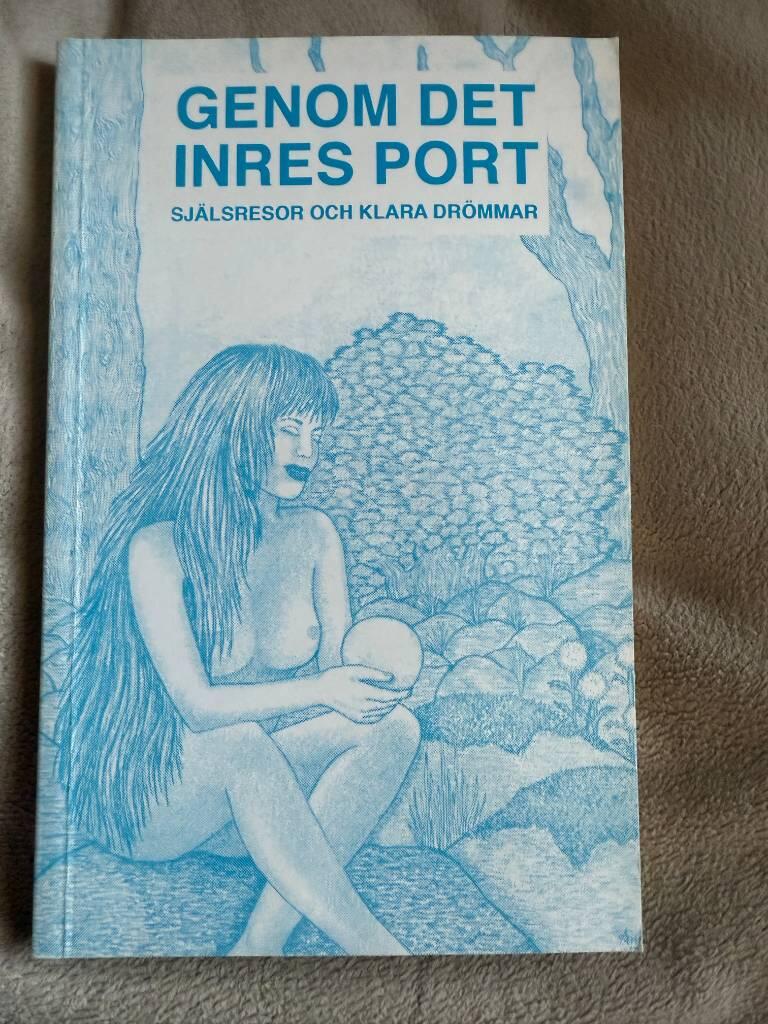 GENOM DET
INRES PORT
SJÄLSRESOR OCH KLARA DRÖMMAR